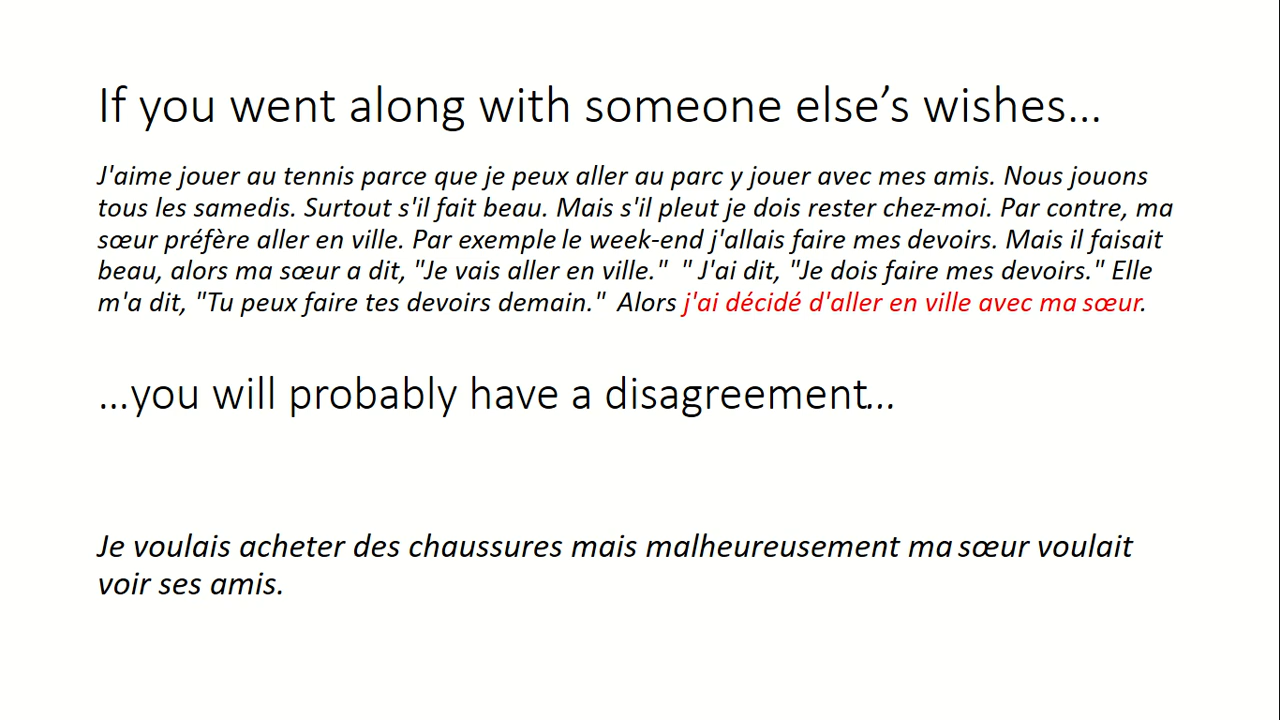 If you went along with someone else’s wishes…
J'aime jouer au tennis parce que je peux aller au parc y jouer avec mes amis. Nous jouons
tous les samedis. Surtout s'il fait beau. Mais s'il pleut je dois rester chez-moi. Par contre, ma
sœur préfère aller en ville. Par exemple le week-end j'allais faire mes devoirs. Mais il faisait
beau, alors ma sœur a dit, "Je vais aller en ville."  " J'ai dit, "Je dois faire mes devoirs." Elle
m'a dit, "Tu peux faire tes devoirs demain."  Alors j'ai décidé d'aller en ville avec ma sœur.
…you will probably have a disagreement…
Je voulais acheter des chaussures mais malheureusement ma sœur voulait
voir ses amis.